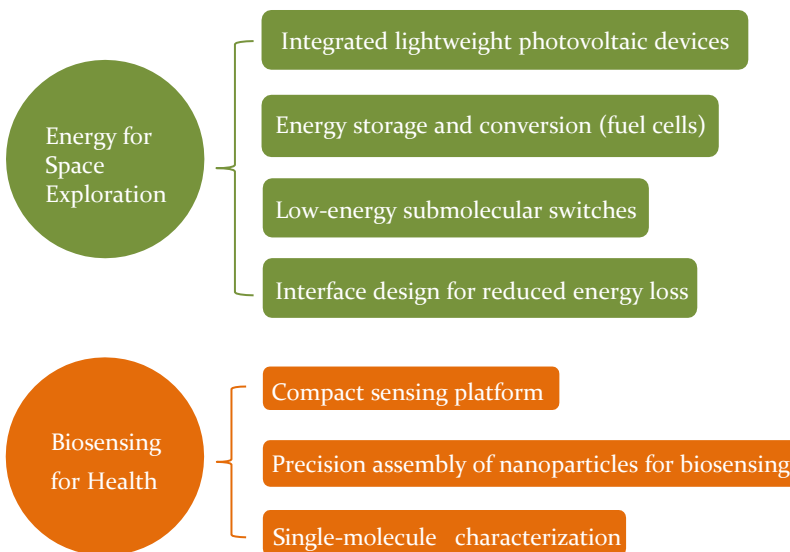 Energy for
Space
Exploration
Integrated lightweight photovoltaic devices
Energy storage and conversion (fuel cells)
Low-energy submolecular switches
Interface design for reduced energy loss
Biosensing
for Health
Compact sensing platform
Precision assembly of nanoparticles for biosensing
Single-molecule characterization